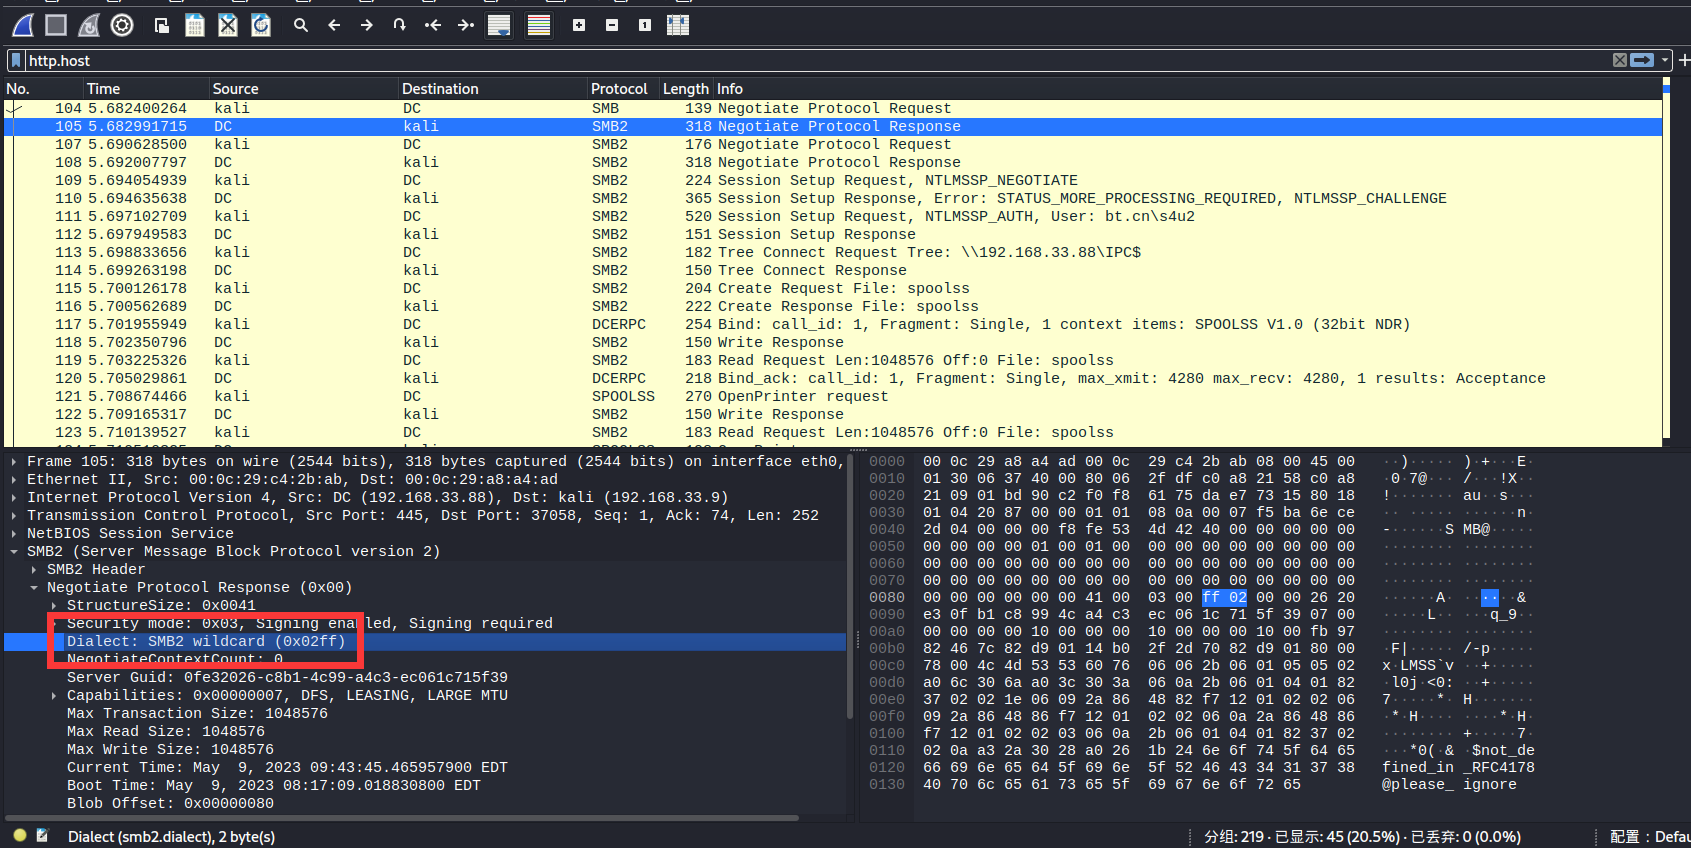 http.host
No. Time Source Destination Protocol Length Info
104 5.682400264 kali DC SMB 139 Negotiate Protocol Request
105 5.682991715 DC kali SMB2 318 Negotiate Protocol Response
107 5.690628500 kali DC SMB2 176 Negotiate Protocol Request
108 5.692007797 DC kali SMB2 318 Negotiate Protocol Response
109 5.694054939 kali DC SMB2 224 Session Setup Request, NTLMSSP_NEGOTIATE
110 5.694635638 DC kali SMB2 365 Session Setup Response, Error: STATUS_MORE_PROCESSING_REQUIRED, NTLMSSP_CHALLENGE
111 5.697102709 kali DC SMB2 520 Session Setup Request, NTLMSSP_AUTH, User: bt.cn\s4u2
112 5.697949583 DC kali SMB2 151 Session Setup Response
113 5.698833656 kali DC SMB2 182 Tree Connect Request Tree: \\192.168.33.88\IPC$
114 5.699263198 DC kali SMB2 150 Tree Connect Response
115 5.700126178 kali DC SMB2 204 Create Request File: spoolss
116 5.700562689 DC kali SMB2 222 Create Response File: spoolss
117 5.701955949 kali DC DCERPC 254 Bind: call_id: 1, Fragment: Single, 1 context items: SPOOLSS V1.0 (32bit NDR)
118 5.702350796 DC kali SMB2 150 Write Response
119 5.703225326 kali DC SMB2 183 Read Request Len:1048576 Off:0 File: spoolss
120 5.705029861 DC kali DCERPC 218 Bind_ack: call_id: 1, Fragment: Single, max_xmit: 4280 max_recv: 4280, 1 results: Acceptance
121 5.708674466 kali DC SPOOLSS 270 OpenPrinter request
122 5.709165317 DC kali SMB2 150 Write Response
123 5.710139527 kali DC SMB2 183 Read Request Len:1048576 Off:0 File: spoolss
Frame 105: 318 bytes on wire (2544 bits), 318 bytes captured (2544 bits) on interface eth0,
Ethernet II, Src: 00:0c:29:c4:2b:ab, Dst: 00:0c:29:a8:a4:ad
Internet Protocol Version 4, Src: DC (192.168.33.88), Dst: kali (192.168.33.9)
Transmission Control Protocol, Src Port: 445, Dst Port: 37058, Seq: 1, Ack: 74, Len: 252
NetBIOS Session Service
SMB2 (Server Message Block Protocol version 2)
SMB2 Header
Negotiate Protocol Response (0x00)
StructureSize: 0x0041
Security mode: 0x03, Signing enabled, Signing required
Dialect: SMB2 wildcard (0x02ff)
NegotiateContextCount: 0
Server Guid: 0fe32026-c8b1-4c99-a4c3-ec061c715f39
Capabilities: 0x00000007, DFS, LEASING, LARGE MTU
Max Transaction Size: 1048576
Max Read Size: 1048576
Max Write Size: 1048576
Current Time: May 9, 2023 09:43:45.465957900 EDT
Boot Time: May 9, 2023 08:17:09.018830800 EDT
Blob Offset: 0x00000080
0000 00 0c 29 a8 a4 ad 00 0c 29 c4 2b ab 08 00 45 00 ··)····· )·+···E·
0010 01 30 06 37 40 00 80 06 2f df c0 a8 21 58 c0 a8 ·0·7@··· /···!X··
0020 21 09 01 bd 90 c2 f0 f8 61 75 da e7 73 15 80 18 !······· au··s···
0030 01 04 20 87 00 00 01 01 08 0a 00 07 f5 ba 6e ce ·· ····· ······n·
0040 2d 04 00 00 00 f8 fe 53 4d 42 40 00 00 00 00 00 -······S MB@·····
0050 00 00 00 00 01 00 01 00 00 00 00 00 00 00 00 00 ········ ········
0060 00 00 00 00 00 00 00 00 00 00 00 00 00 00 00 00 ········ ········
0070 00 00 00 00 00 00 00 00 00 00 00 00 00 00 00 00 ········ ········
0080 00 00 00 00 00 41 00 03 00 ff 02 00 00 00 26 20 ·····A·· ······&
0090 e3 0f b1 c8 99 4c a4 c3 ec 06 1c 71 5f 39 07 00 ·····L·· ···q_9··
00a0 00 00 00 00 10 00 00 00 10 00 00 00 10 00 fb 97 ········ ········
00b0 82 46 7c 82 d9 01 14 b0 2f 2d 70 82 d9 01 80 00 ·F|····· /-p·····
00c0 78 00 4c 4d 53 53 60 76 06 06 2b 06 01 05 05 02 x·LMSS`v ··+·····
00d0 a0 6c 30 6a a0 3c 30 3a 06 0a 2b 06 01 04 01 82 ·l0j·<0: ··+·····
00e0 37 02 02 1e 06 09 2a 86 48 82 f7 12 01 02 02 06 7·····*· H·······
00f0 09 2a 86 48 86 f7 12 01 02 02 06 0a 2a 86 48 86 ·*·H···· ····*·H·
0100 f7 12 01 02 02 03 06 0a 2b 06 01 04 01 82 37 02 ········ +·····7·
0110 02 0a a3 2a 30 28 a0 26 1b 24 6e 6f 74 5f 64 65 ···*0(·& ·$not_de
0120 66 69 6e 65 64 5f 69 6e 5f 52 46 43 34 31 37 38 fined_in _RFC4178
0130 40 70 6c 65 61 73 65 5f 69 67 6e 6f 72 65 @please_ ignore
Dialect (smb2.dialect), 2 byte(s)
分组: 219 · 已显示: 45 (20.5%) · 已丢弃: 0 (0.0%)
配置：Defau